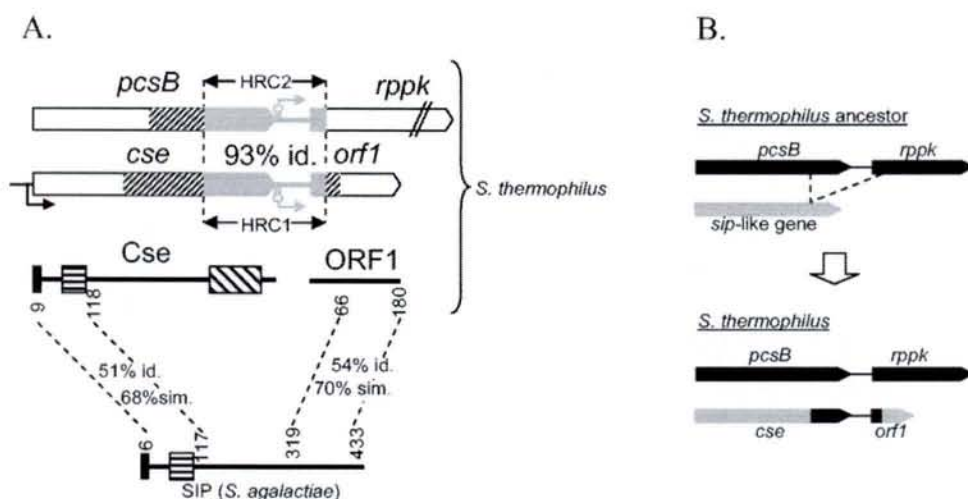 A.
pcsB
HRC2
rppk
cse
93% id.
orf1
HRC1
S. thermophilus
Cse
ORF1
9
118
66
180
51% id.
68%sim.
54% id.
70% sim.
6
117
319
433
SIP (S. agalactiae)
B.
S. thermophilus ancestor
pcsB
rppk
sip-like gene
S. thermophilus
pcsB
rppk
cse
orf1